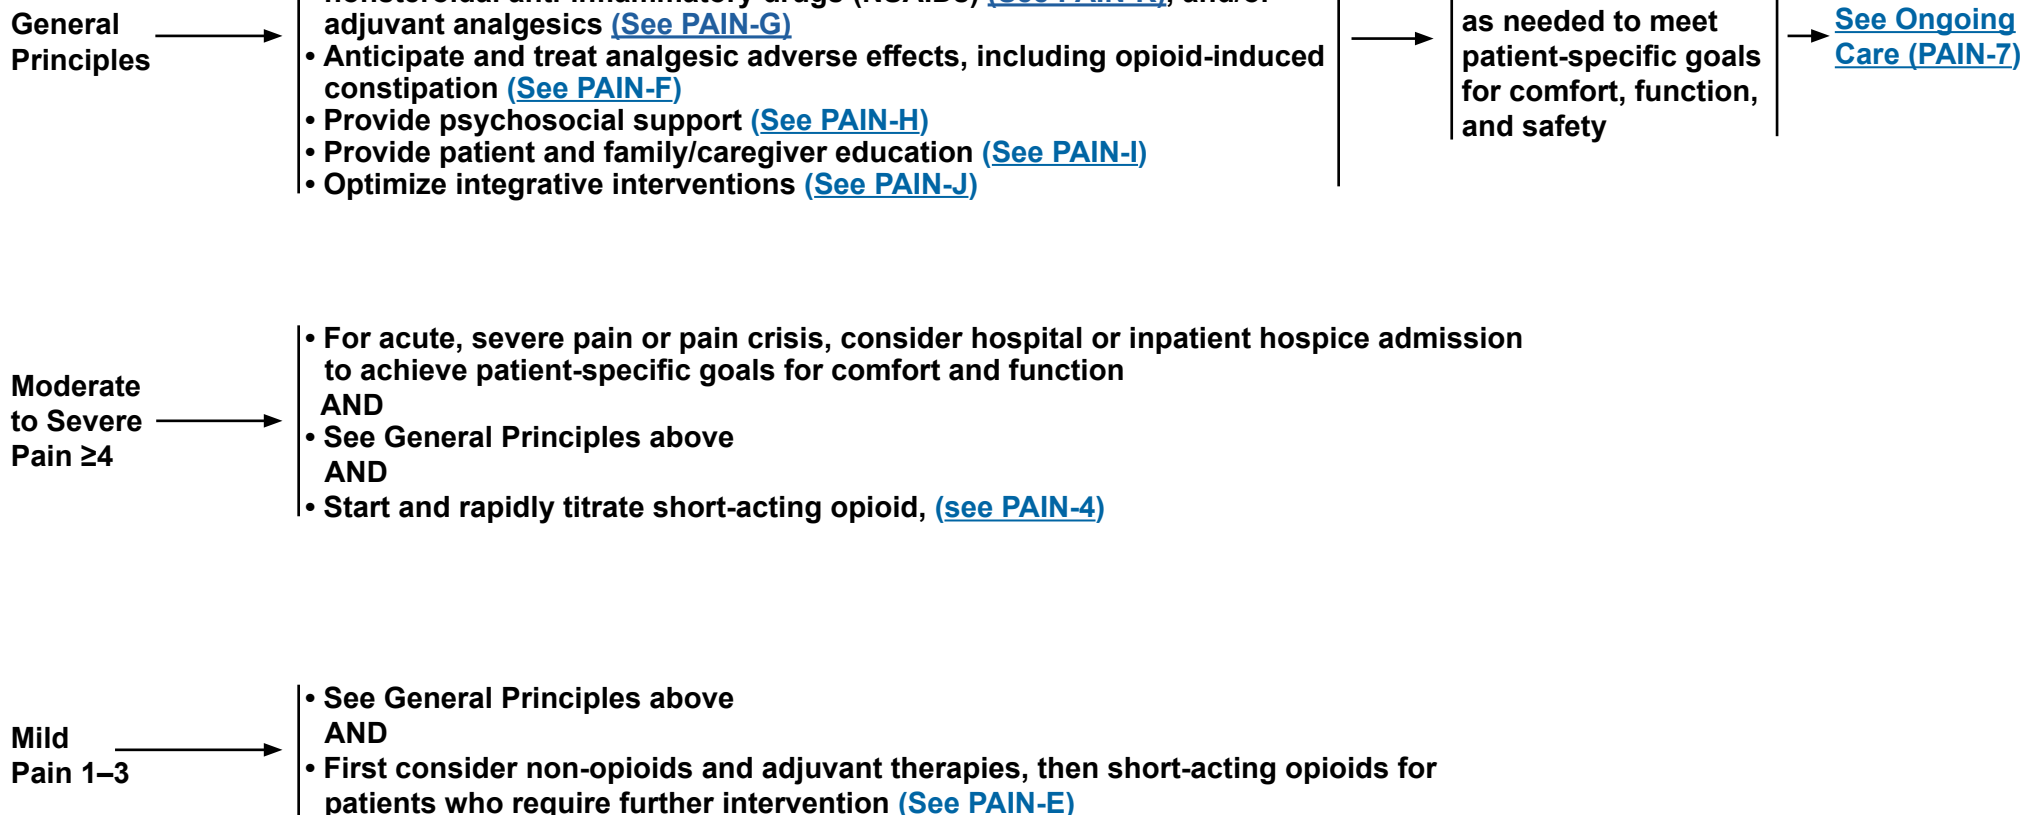 General
Principles
adjuvant analgesics (See PAIN-G)
• Anticipate and treat analgesic adverse effects, including opioid-induced
constipation (See PAIN-F)
• Provide psychosocial support (See PAIN-H)
• Provide patient and family/caregiver education (See PAIN-I)
• Optimize integrative interventions (See PAIN-J)
as needed to meet
patient-specific goals
for comfort, function,
and safety
See Ongoing
Care (PAIN-7)
Moderate
to Severe
Pain ≥4
• For acute, severe pain or pain crisis, consider hospital or inpatient hospice admission
to achieve patient-specific goals for comfort and function
AND
• See General Principles above
AND
• Start and rapidly titrate short-acting opioid, (see PAIN-4)
Mild
Pain 1–3
• See General Principles above
AND
• First consider non-opioids and adjuvant therapies, then short-acting opioids for
patients who require further intervention (See PAIN-E)